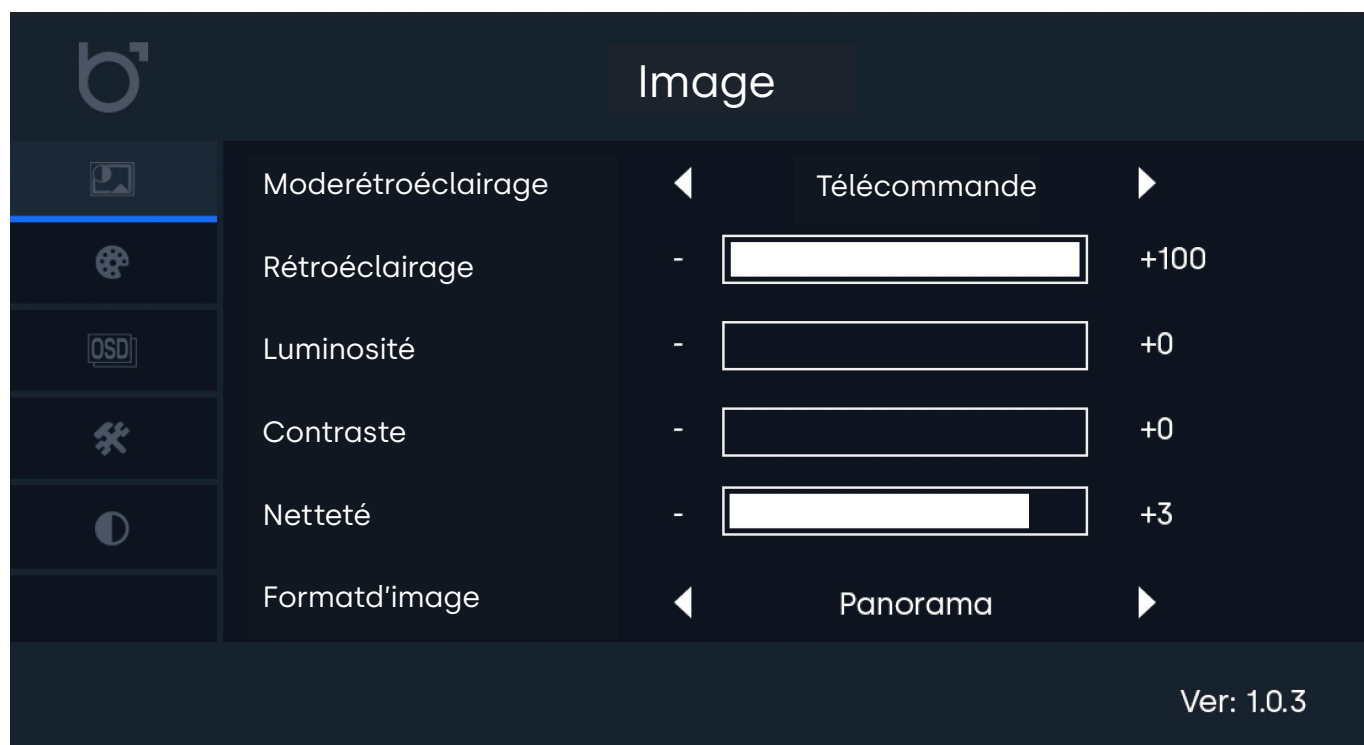 Image
Moderétroéclairage Télécommande
Rétroéclairage - +100
Luminosité - +0
OSD
Contraste - +0
Netteté - +3
Formatd'image Panorama
Ver: 1.0.3